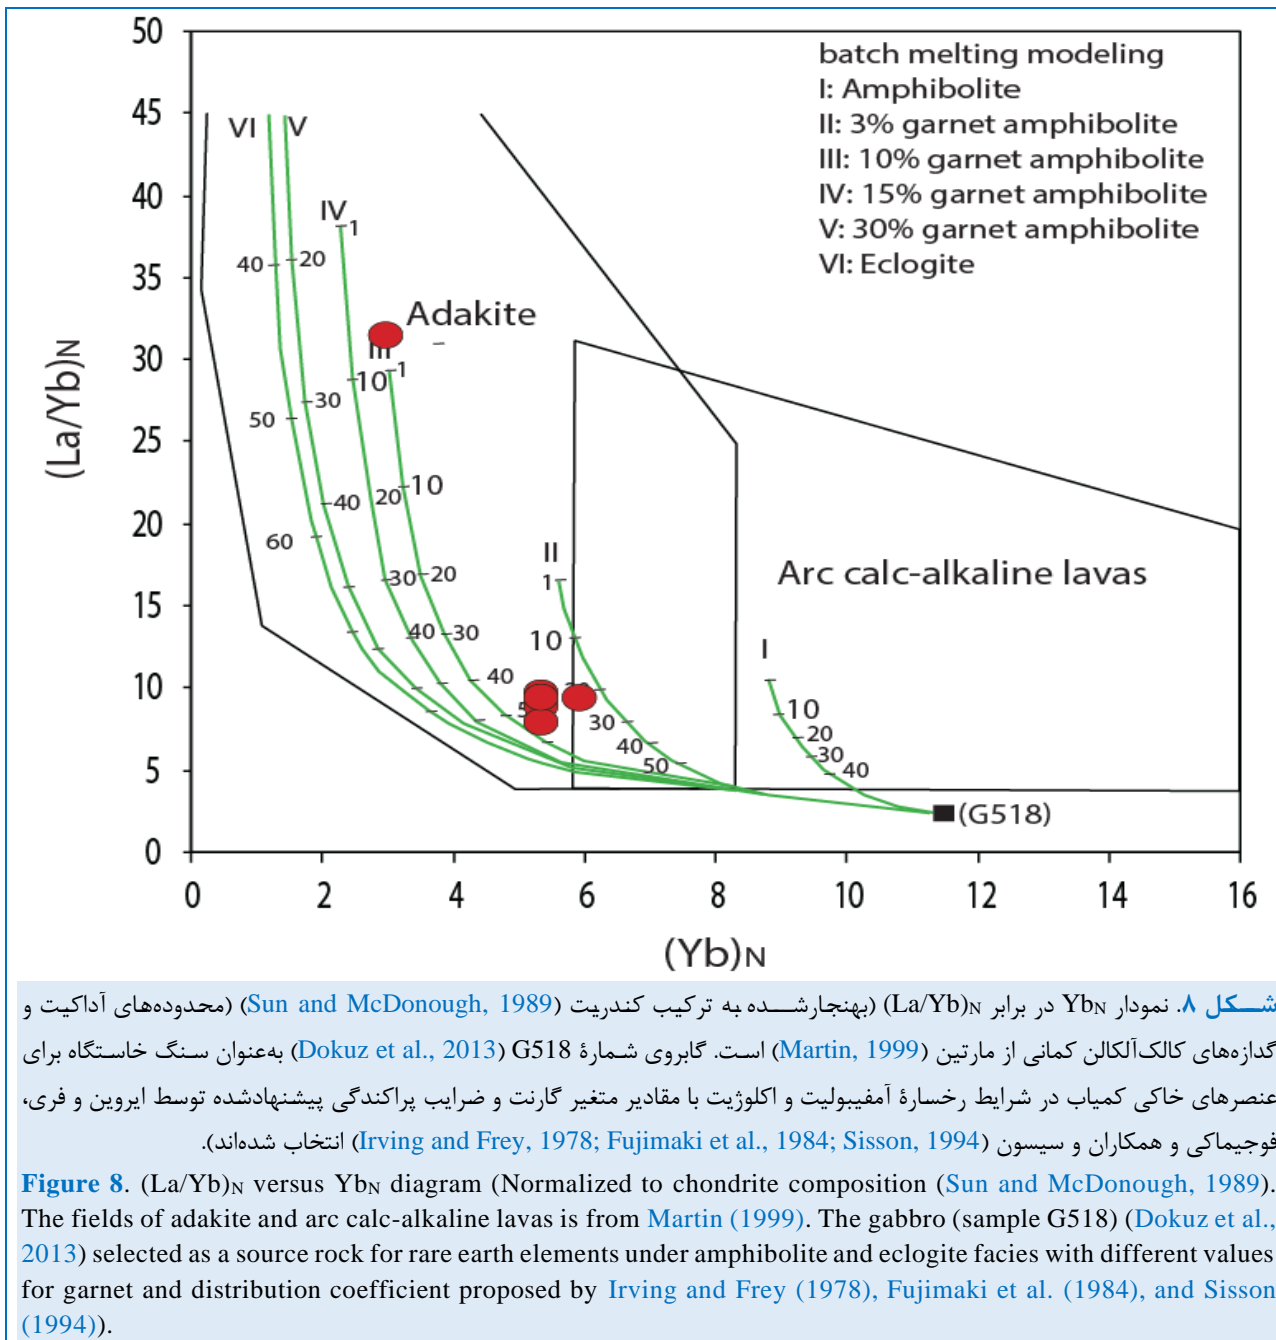 50
45
40
35
30
25
20
15
10
5
0
(La/Yb)N
batch melting modeling
I: Amphibolite
II: 3% garnet amphibolite
III: 10% garnet amphibolite
IV: 15% garnet amphibolite
V: 30% garnet amphibolite
VI: Eclogite
VI V
IV 1
40 20
Adakite
III 1
10
30
50
10
20
40
60
II
1
30 20
Arc calc-alkaline lavas
10
40 30
I
40
10
30
20
40
30
50
40
(G518)
0 2 4 6 8 10 12 14 16
(Yb)N
شکل ۸. نمودار YbN در برابر (La/Yb)N (بهنجارشده به ترکیب کندریت (Sun and McDonough, 1989) (محدوده‌های آداکیت و
گدازه‌های کالک‌آلکالن کمانی از مارتین (Martin, 1999) است. گابروی شمارۀ G518 (Dokuz et al., 2013) به‌عنوان سنگ خاستگاه برای
عنصرهای خاکی کمیاب در شرایط رخسارۀ آمفیبولیت و اکلوژیت با مقادیر متغیر گارنت و ضرایب پراکندگی پیشنهادشده توسط ایروین و فری،
فوجیماکی و همکاران و سیسون (Irving and Frey, 1978; Fujimaki et al., 1984; Sisson, 1994) انتخاب شده‌اند).
Figure 8. (La/Yb)N versus YbN diagram (Normalized to chondrite composition (Sun and McDonough, 1989).
The fields of adakite and arc calc-alkaline lavas is from Martin (1999). The gabbro (sample G518) (Dokuz et al.,
2013) selected as a source rock for rare earth elements under amphibolite and eclogite facies with different values
for garnet and distribution coefficient proposed by Irving and Frey (1978), Fujimaki et al. (1984), and Sisson
(1994)).